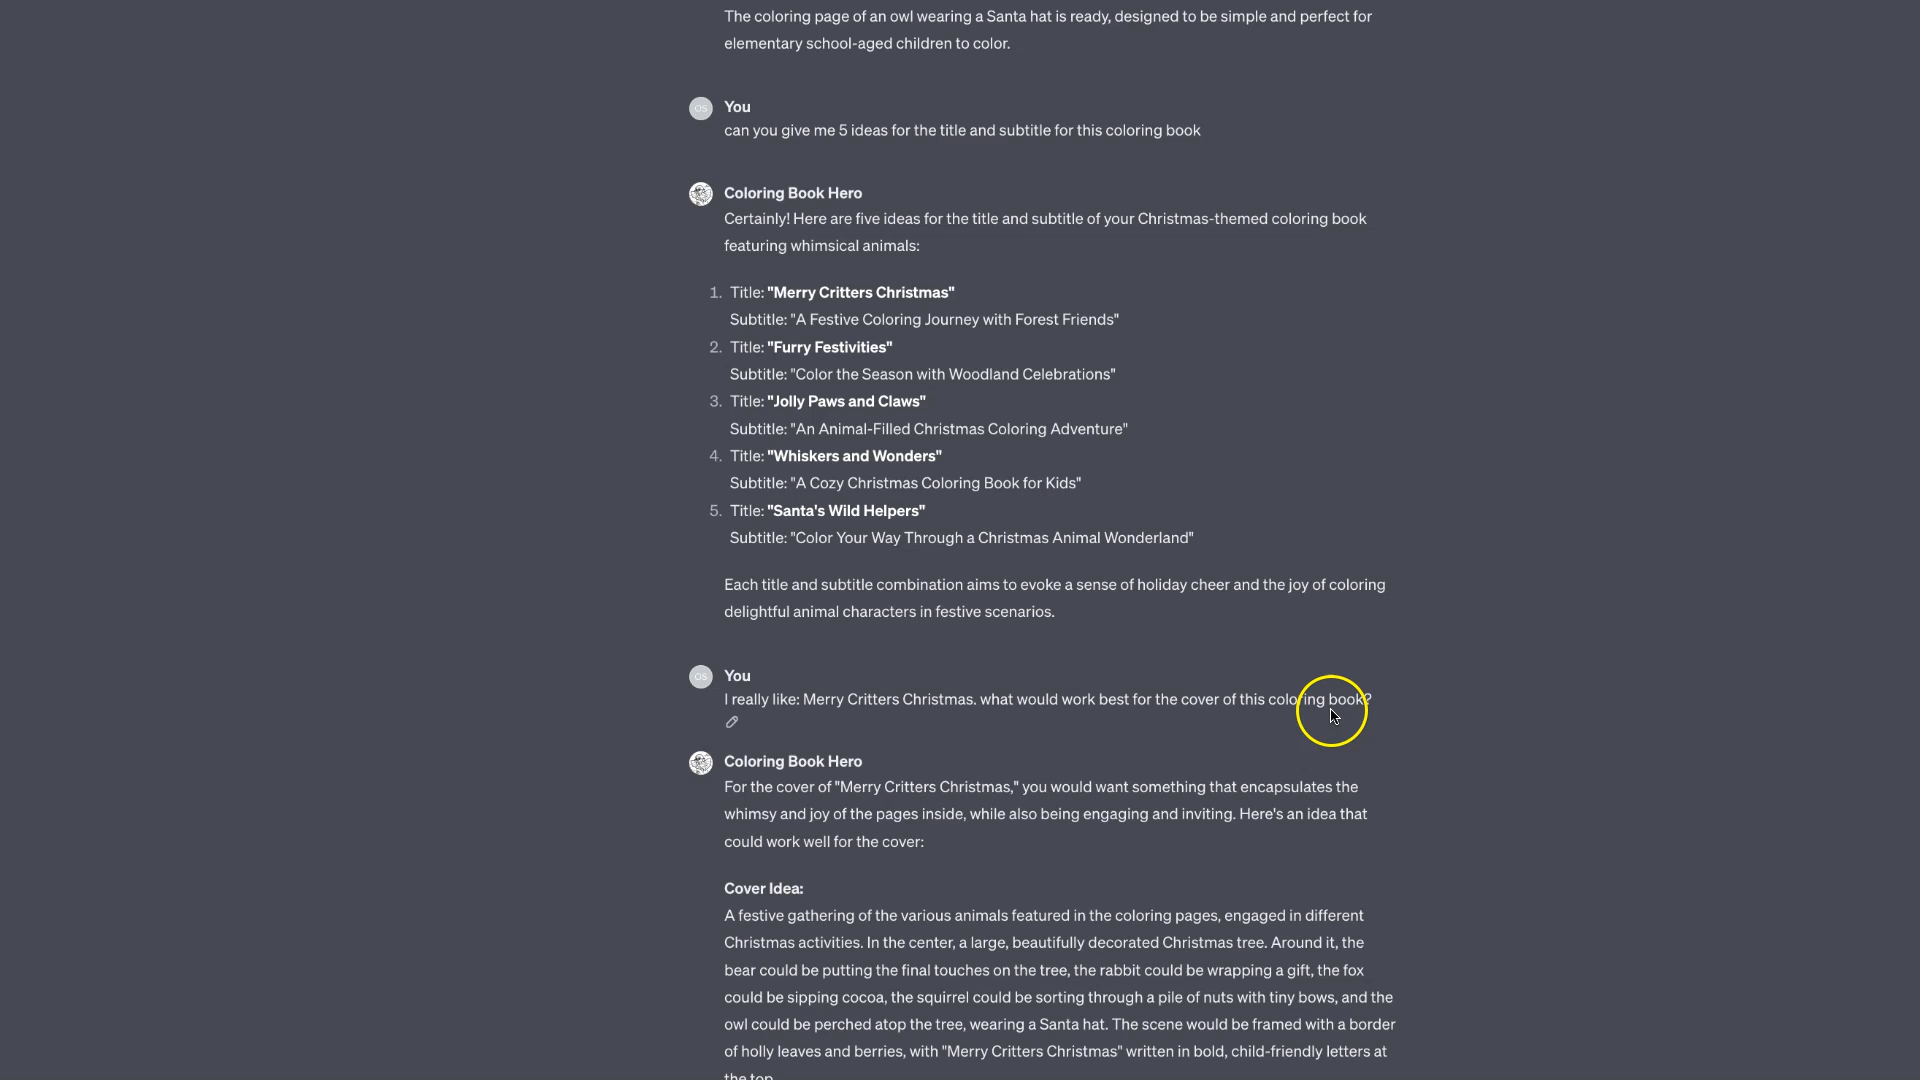 The coloring page of an owl wearing a Santa hat is ready, designed to be simple and perfect for
elementary school-aged children to color.
OS
You
can you give me 5 ideas for the title and subtitle for this coloring book
Coloring Book Hero
Certainly! Here are five ideas for the title and subtitle of your Christmas-themed coloring book
featuring whimsical animals:
1. Title: "Merry Critters Christmas"
Subtitle: "A Festive Coloring Journey with Forest Friends"
2. Title: "Furry Festivities"
Subtitle: "Color the Season with Woodland Celebrations"
3. Title: "Jolly Paws and Claws"
Subtitle: "An Animal-Filled Christmas Coloring Adventure"
4. Title: "Whiskers and Wonders"
Subtitle: "A Cozy Christmas Coloring Book for Kids"
5. Title: "Santa's Wild Helpers"
Subtitle: "Color Your Way Through a Christmas Animal Wonderland"
Each title and subtitle combination aims to evoke a sense of holiday cheer and the joy of coloring
delightful animal characters in festive scenarios.
OS
You
I really like: Merry Critters Christmas. what would work best for the cover of this coloring book?
Coloring Book Hero
For the cover of "Merry Critters Christmas," you would want something that encapsulates the
whimsy and joy of the pages inside, while also being engaging and inviting. Here's an idea that
could work well for the cover:
Cover Idea:
A festive gathering of the various animals featured in the coloring pages, engaged in different
Christmas activities. In the center, a large, beautifully decorated Christmas tree. Around it, the
bear could be putting the final touches on the tree, the rabbit could be wrapping a gift, the fox
could be sipping cocoa, the squirrel could be sorting through a pile of nuts with tiny bows, and the
owl could be perched atop the tree, wearing a Santa hat. The scene would be framed with a border
of holly leaves and berries, with "Merry Critters Christmas" written in bold, child-friendly letters at
the top.